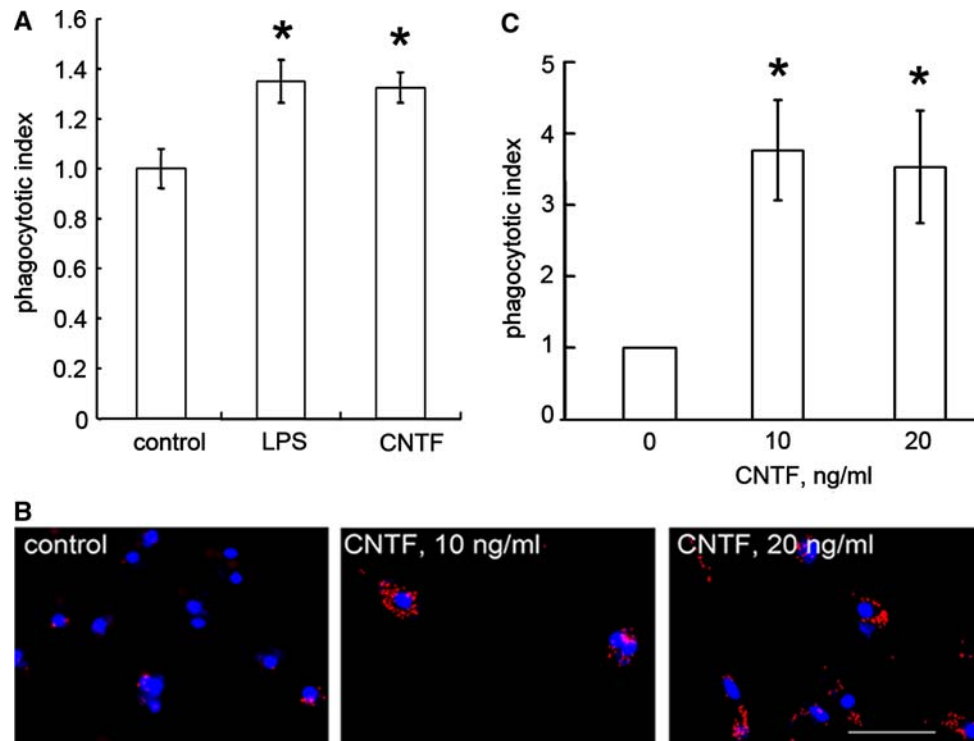 A
phagocytotic index
1.6
1.4
1.2
1.0
0.8
0.6
0.4
0.2
0
*
*
control LPS CNTF
C
phagocytotic index
5
4
3
2
1
0
*
*
0 10 20
CNTF, ng/ml
B
control
CNTF, 10 ng/ml
CNTF, 20 ng/ml